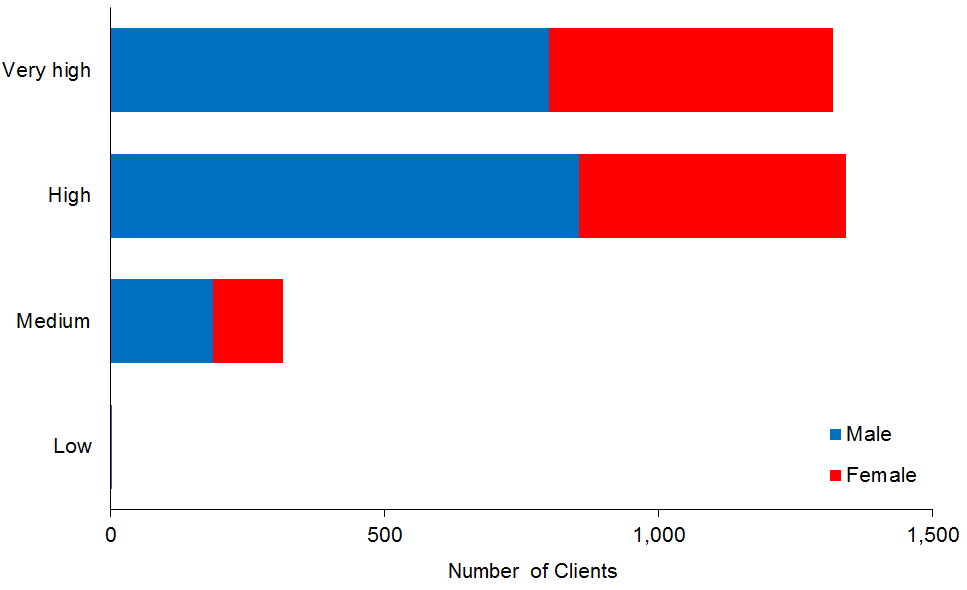 Very high
High
Medium
Low
Male
Female
0 500 1,000 1,500
Number of Clients